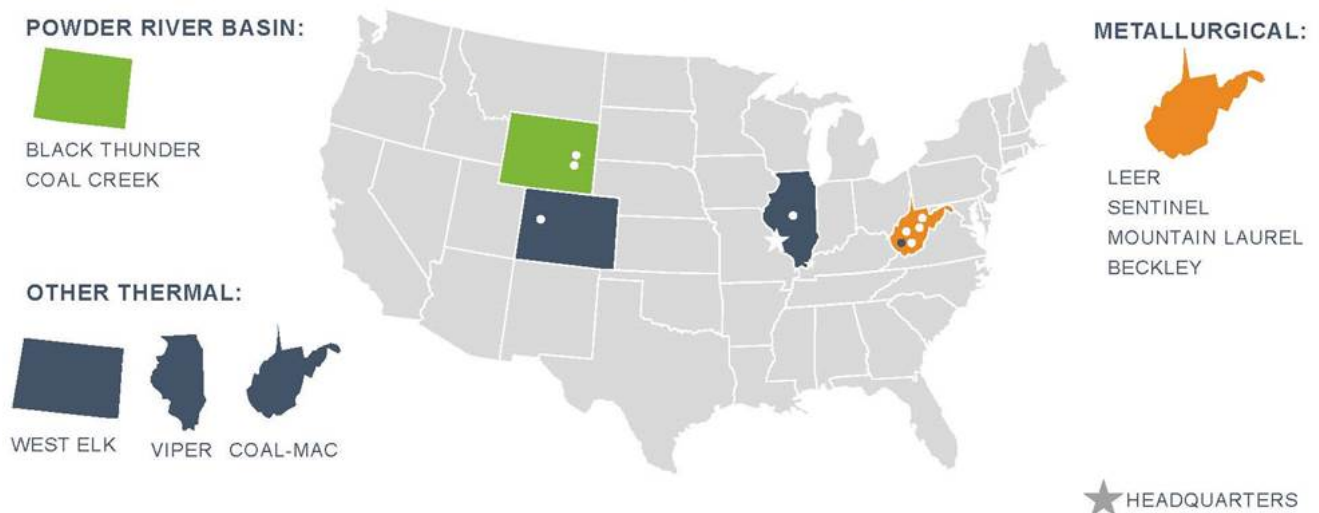 POWDER RIVER BASIN:
BLACK THUNDER
COAL CREEK
OTHER THERMAL:
WEST ELK
VIPER
COAL-MAC
METALLURGICAL:
LEER
SENTINEL
MOUNTAIN LAUREL
BECKLEY
HEADQUARTERS